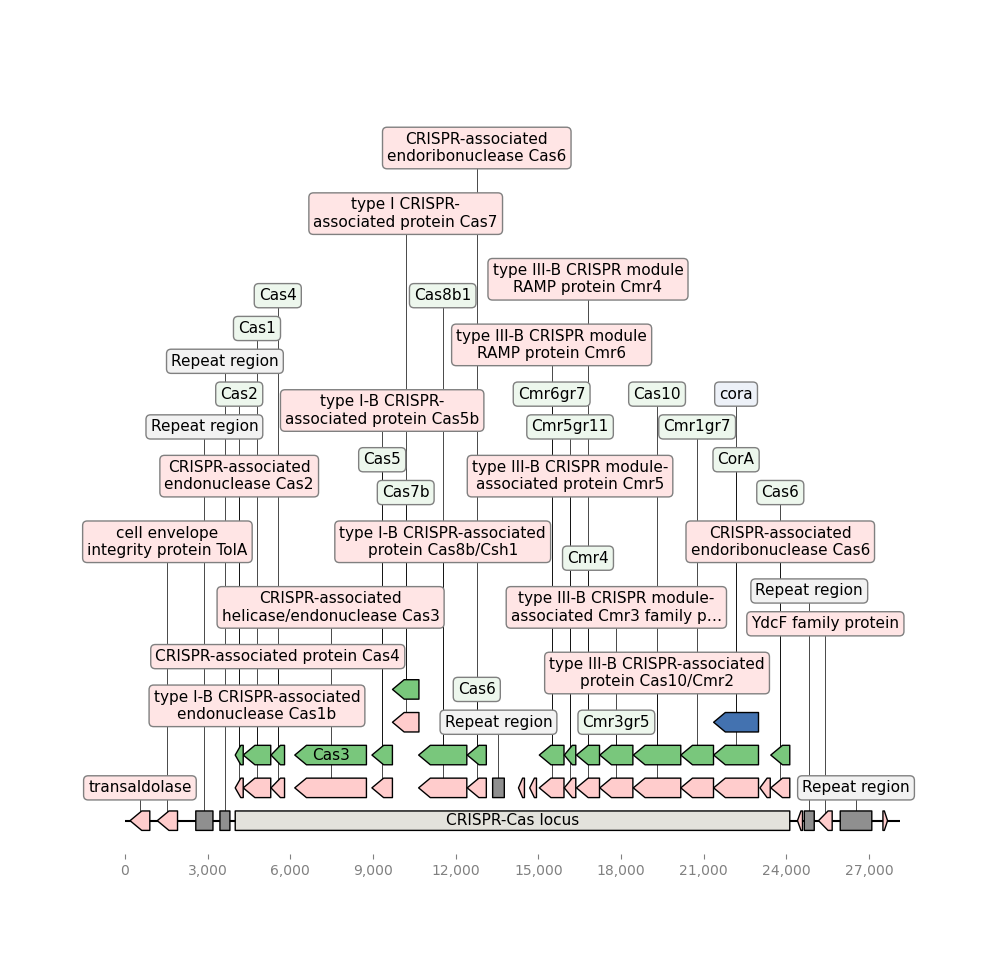 CRISPR-associated
endoribonuclease Cas6
type I CRISPR-
associated protein Cas7
type III-B CRISPR module
RAMP protein Cmr4
Cas4
Cas8b1
Cas1
type III-B CRISPR module
RAMP protein Cmr6
Repeat region
Cas2
type I-B CRISPR-
associated protein Cas5b
Cmr6gr7
Cas10
cora
Repeat region
Cmr5gr11
Cmr1gr7
Cas5
CorA
CRISPR-associated
endonuclease Cas2
type III-B CRISPR module-
associated protein Cmr5
Cas7b
Cas6
cell envelope
integrity protein TolA
type I-B CRISPR-associated
protein Cas8b/Csh1
CRISPR-associated
endoribonuclease Cas6
Cmr4
Repeat region
CRISPR-associated
helicase/endonuclease Cas3
type III-B CRISPR module-
associated Cmr3 family p...
YdcF family protein
CRISPR-associated protein Cas4
type III-B CRISPR-associated
protein Cas10/Cmr2
Cas6
type I-B CRISPR-associated
endonuclease Cas1b
Repeat region
Cmr3gr5
Cas3
transaldolase
Repeat region
CRISPR-Cas locus
0
3,000
6,000
9,000
12,000
15,000
18,000
21,000
24,000
27,000